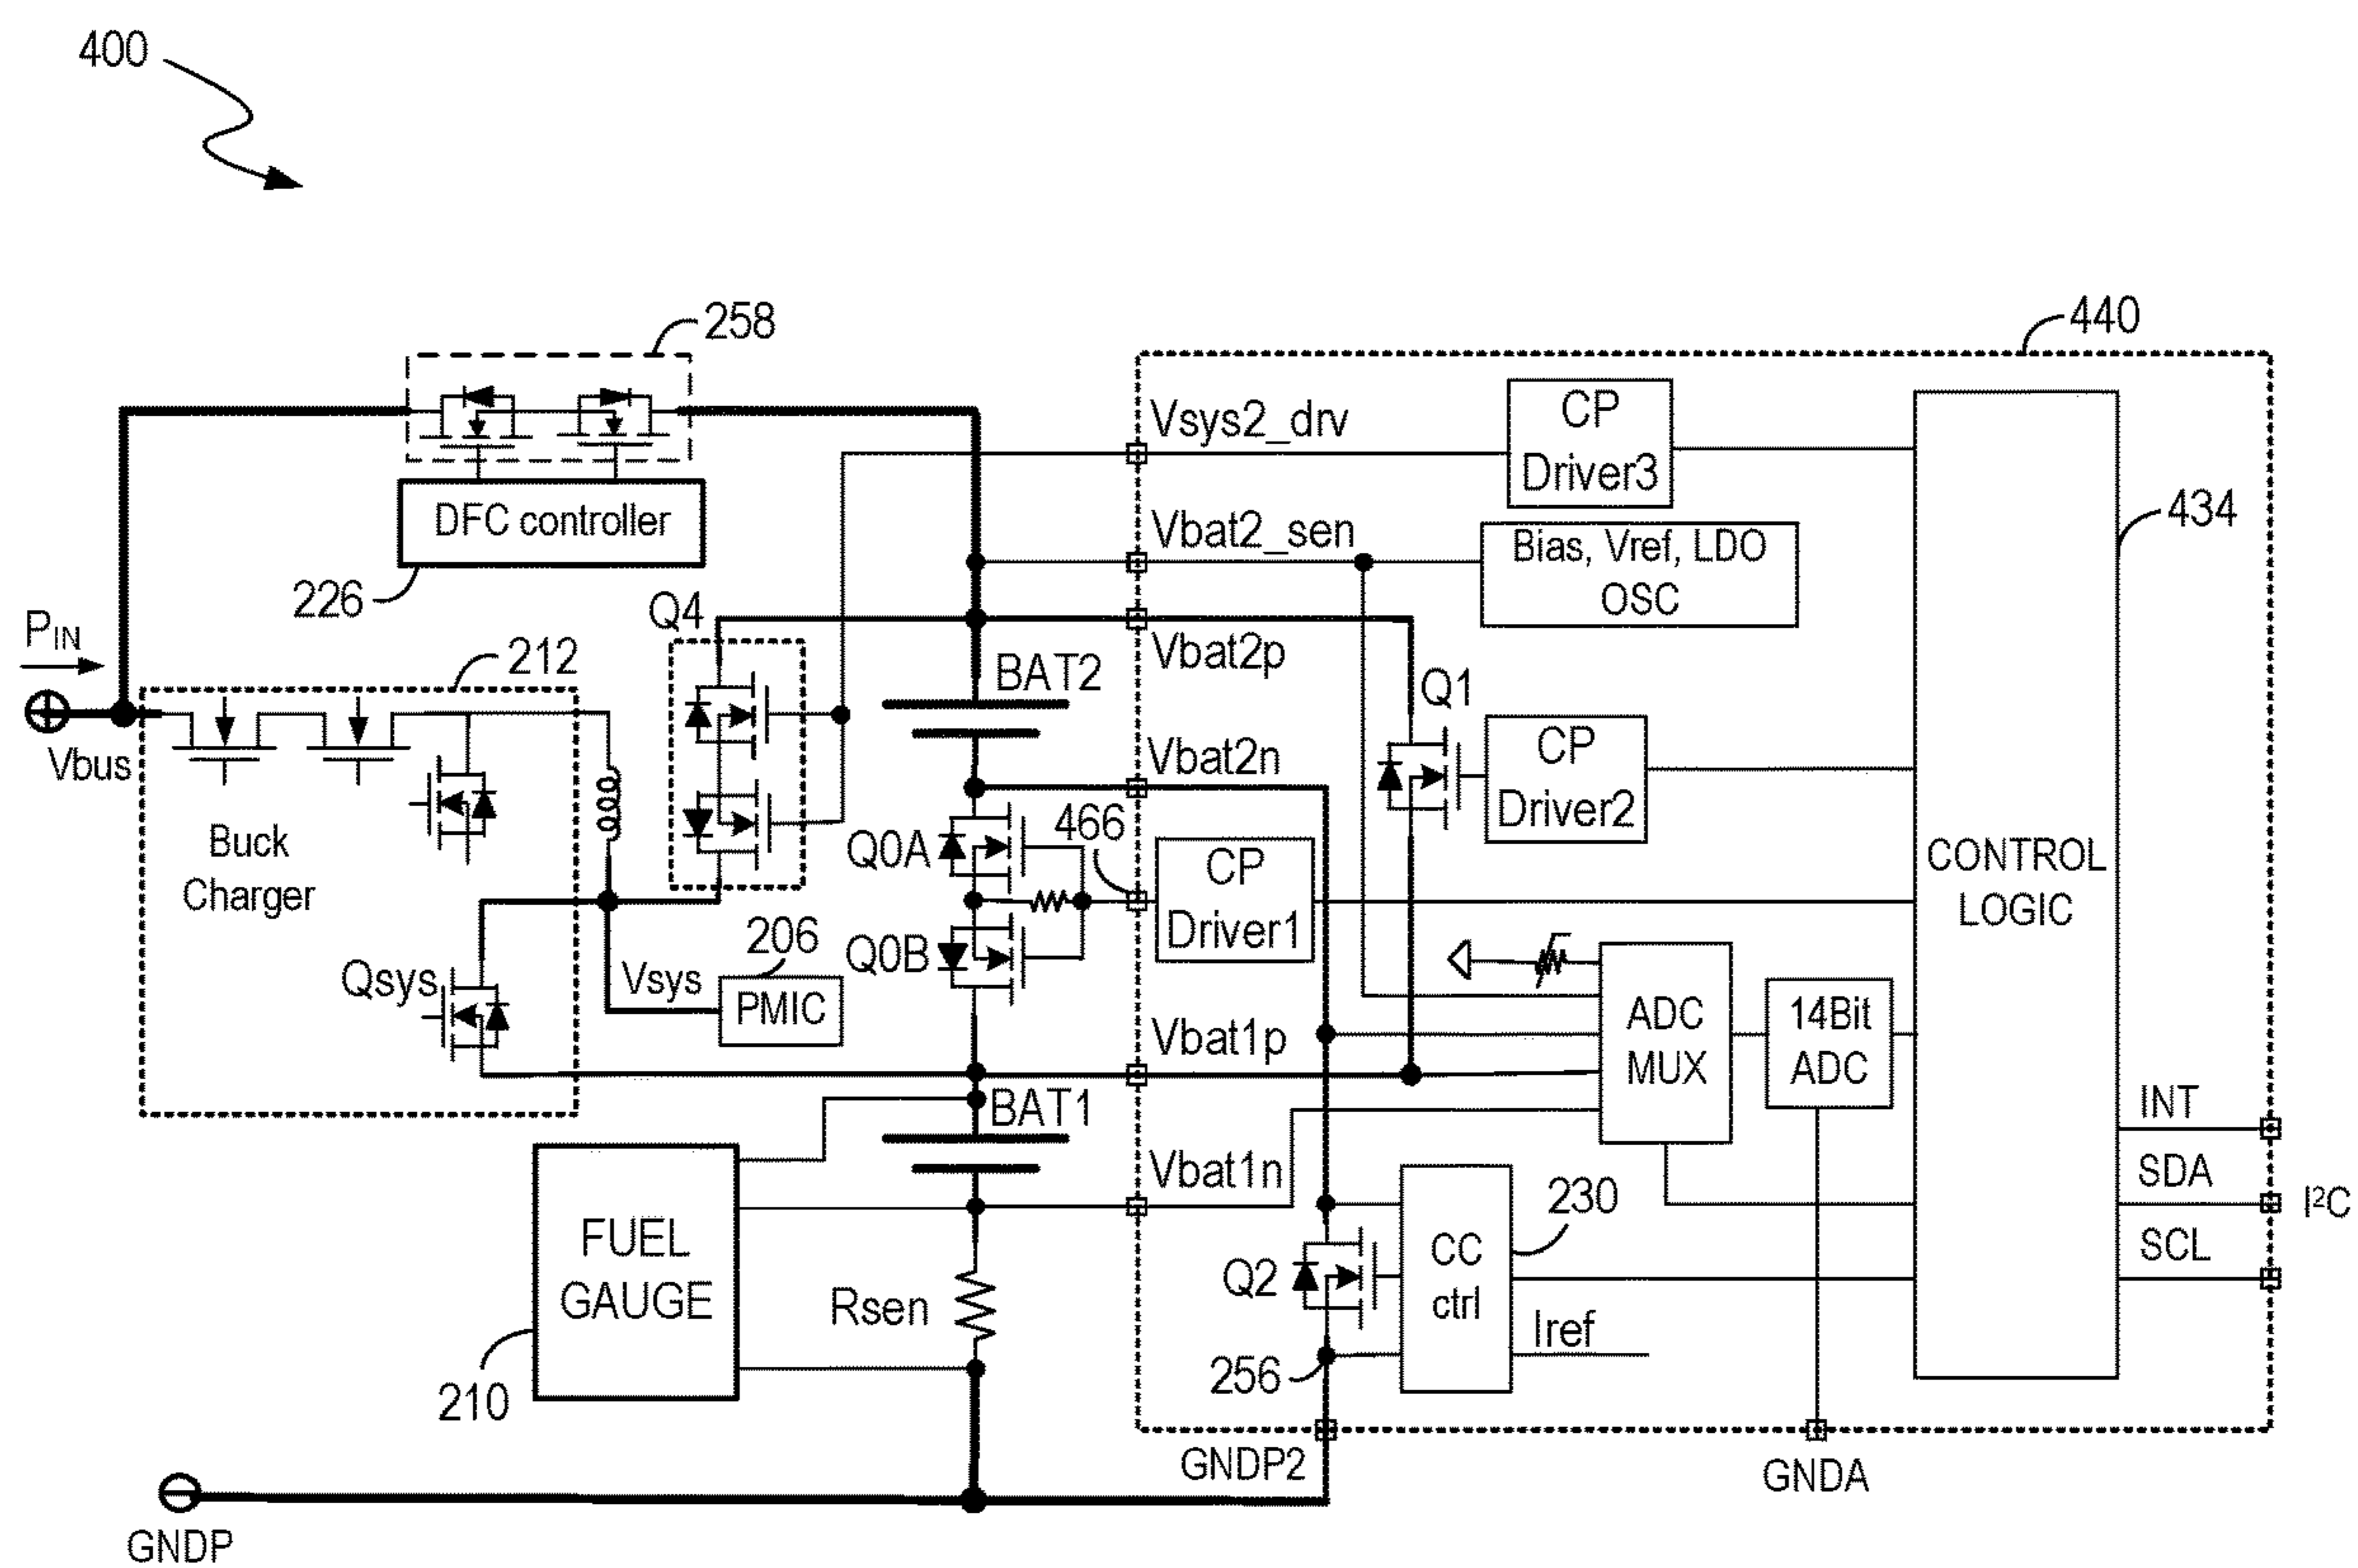 400
258
440
Vsys2_drv
CP
Driver3
DFC controller
226
Vbat2_sen
Bias, Vref, LDO
OSC
434
PIN
212
Q4
Vbat2p
BAT2
Q1
Vbus
Vbat2n
CP
Driver2
Buck
Charger
Q0A
466
CP
Driver1
CONTROL
LOGIC
Q0B
206
Qsys
Vsys
PMIC
Vbat1p
ADC
MUX
14Bit
ADC
BAT1
INT
Vbat1n
SDA
230
I²C
FUEL
GAUGE
SCL
CC
ctrl
Q2
Rsen
Iref
256
210
GNDP2
GNDA
GNDP